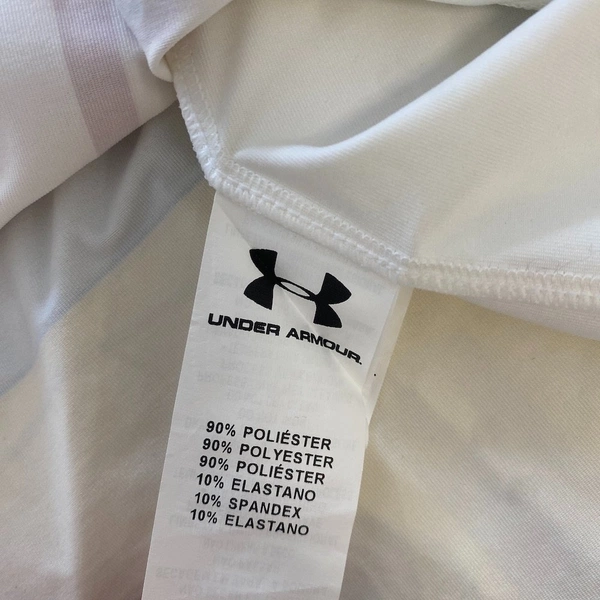 UNDER ARMOUR.
90% POLIÉSTER
90% POLYESTER
90% POLIÉSTER
10% ELASTANO
10% SPANDEX
10% ELASTANO